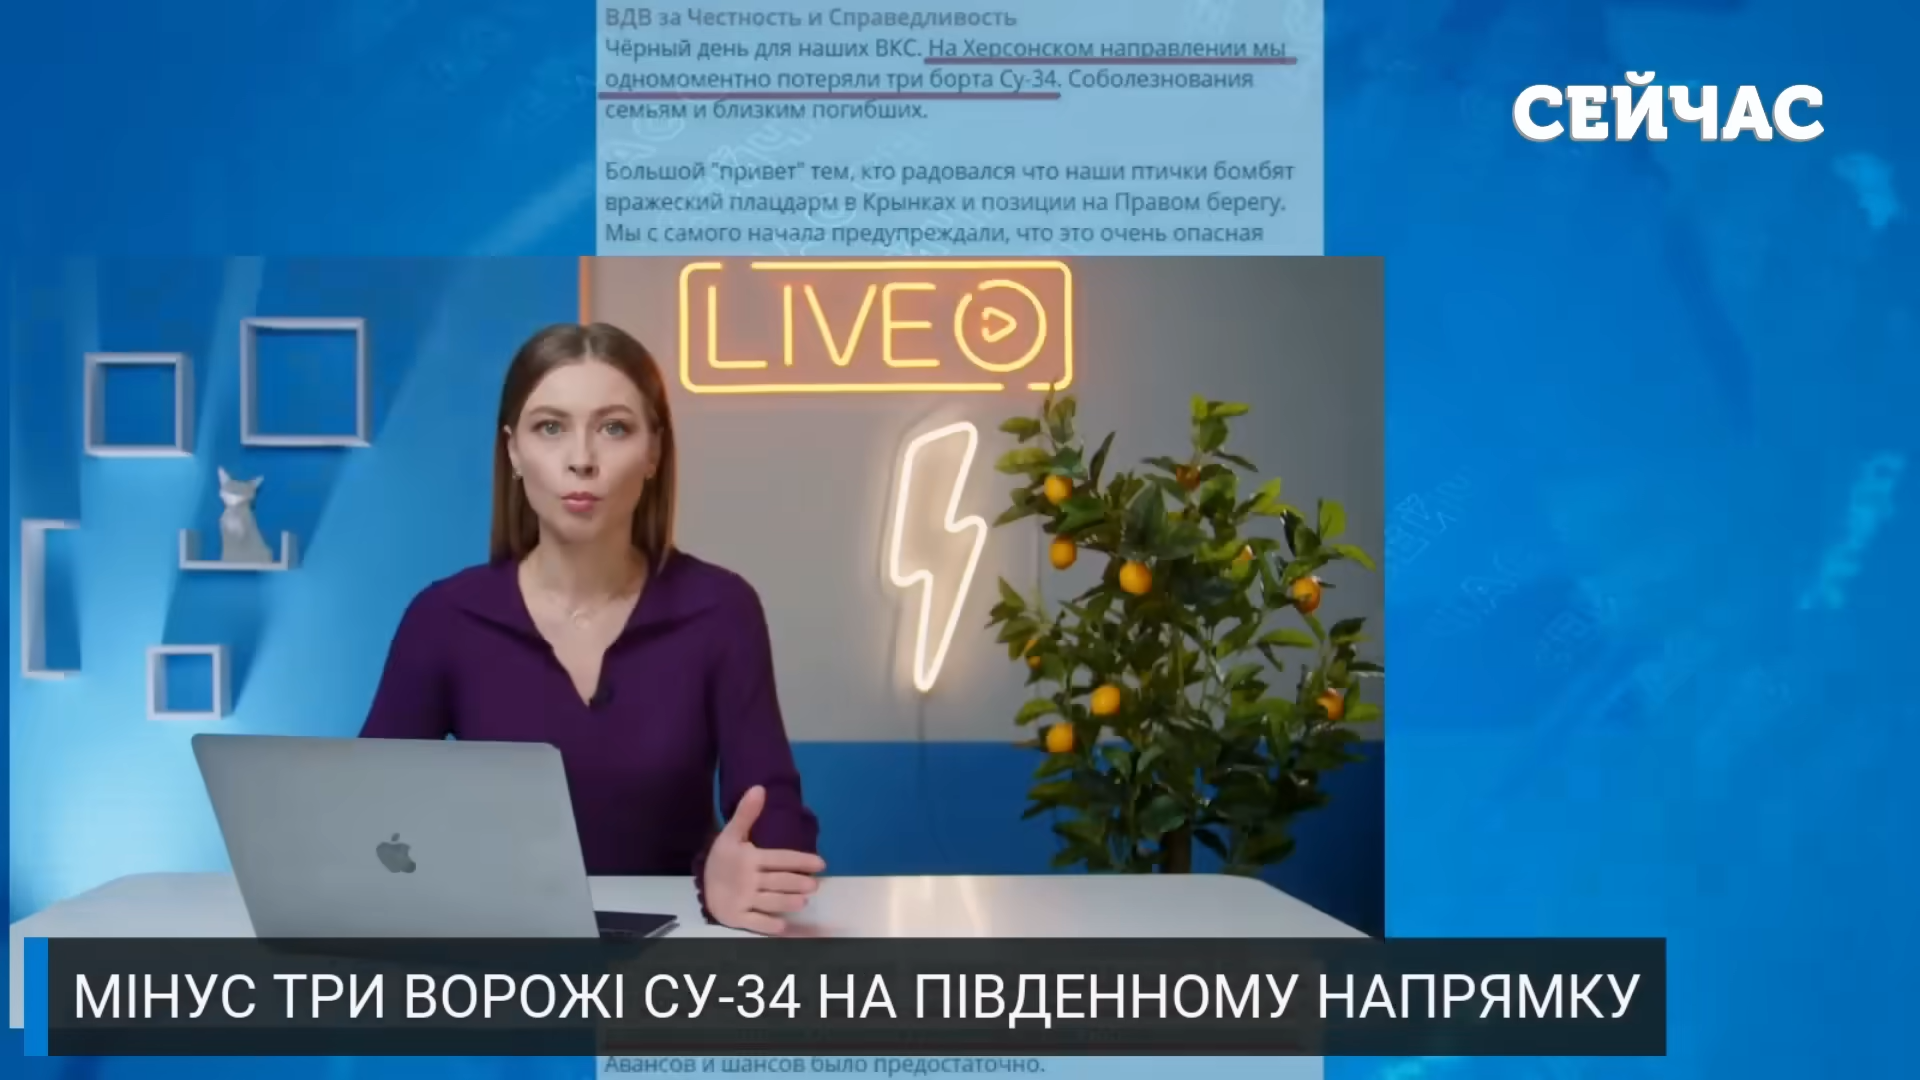 ВДВ за Честность и Справедливость
Чёрный день для наших ВКС. На Херсонском направлении мы
одномоментно потеряли три борта Су-34. Соболезнования
семьям и близким погибших.
Большой "привет" тем, кто радовался что наши птички бомбят
вражеский плацдарм в Крынках и позиции на Правом берегу.
Мы с самого начала предупреждали, что это очень опасная
СЕЙЧАС
LIVE
МІНУС ТРИ ВОРОЖІ СУ-34 НА ПІВДЕННОМУ НАПРЯМКУ
Авансов и шансов было предостаточно.